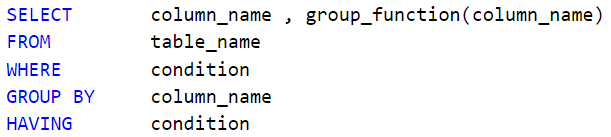 SELECT column_name , group_function(column_name)
FROM table_name
WHERE condition
GROUP BY column_name
HAVING condition